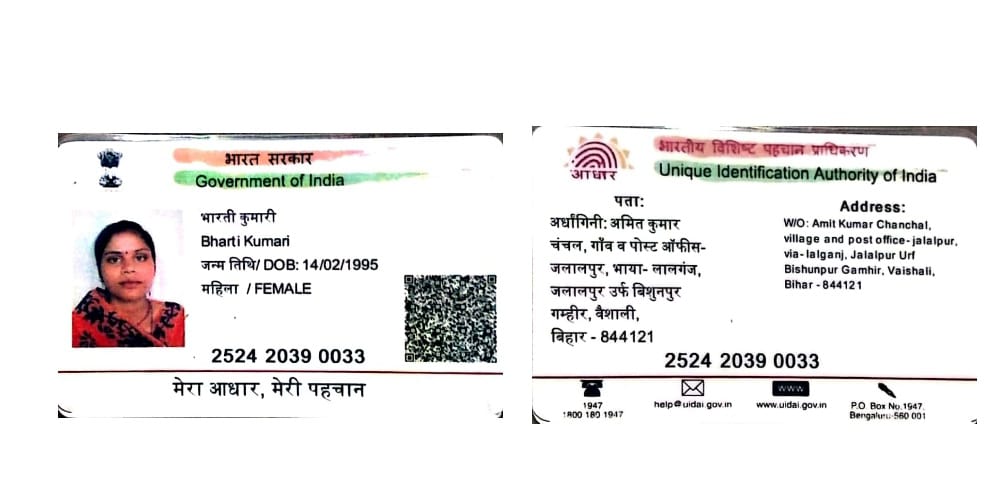 भारत सरकार
Government of India
भारती कुमारी
Bharti Kumari
जन्म तिथि/ DOB: 14/02/1995
महिला / FEMALE
2524 2039 0033
मेरा आधार, मेरी पहचान
भारतीय विशिष्ट पहचान प्राधिकरण
Unique Identification Authority of India
आधार
पता:
अर्धांगिनी: अमित कुमार
चंचल, गाँव व पोस्ट ऑफीस-
जलालपुर, भाया- लालगंज,
जलालपुर उर्फ बिशुनपुर
गम्हीर, वैशाली,
बिहार - 844121
Address:
W/O: Amit Kumar Chanchal,
village and post office- jalalpur,
via- lalganj, Jalalpur Urf
Bishunpur Gamhir, Vaishali,
Bihar - 844121
2524 2039 0033
1947
1800 180 1947
help@uidai.gov.in
www
www.uidai.gov.in
P.O. Box No.1947,
Bengaluru-560 001